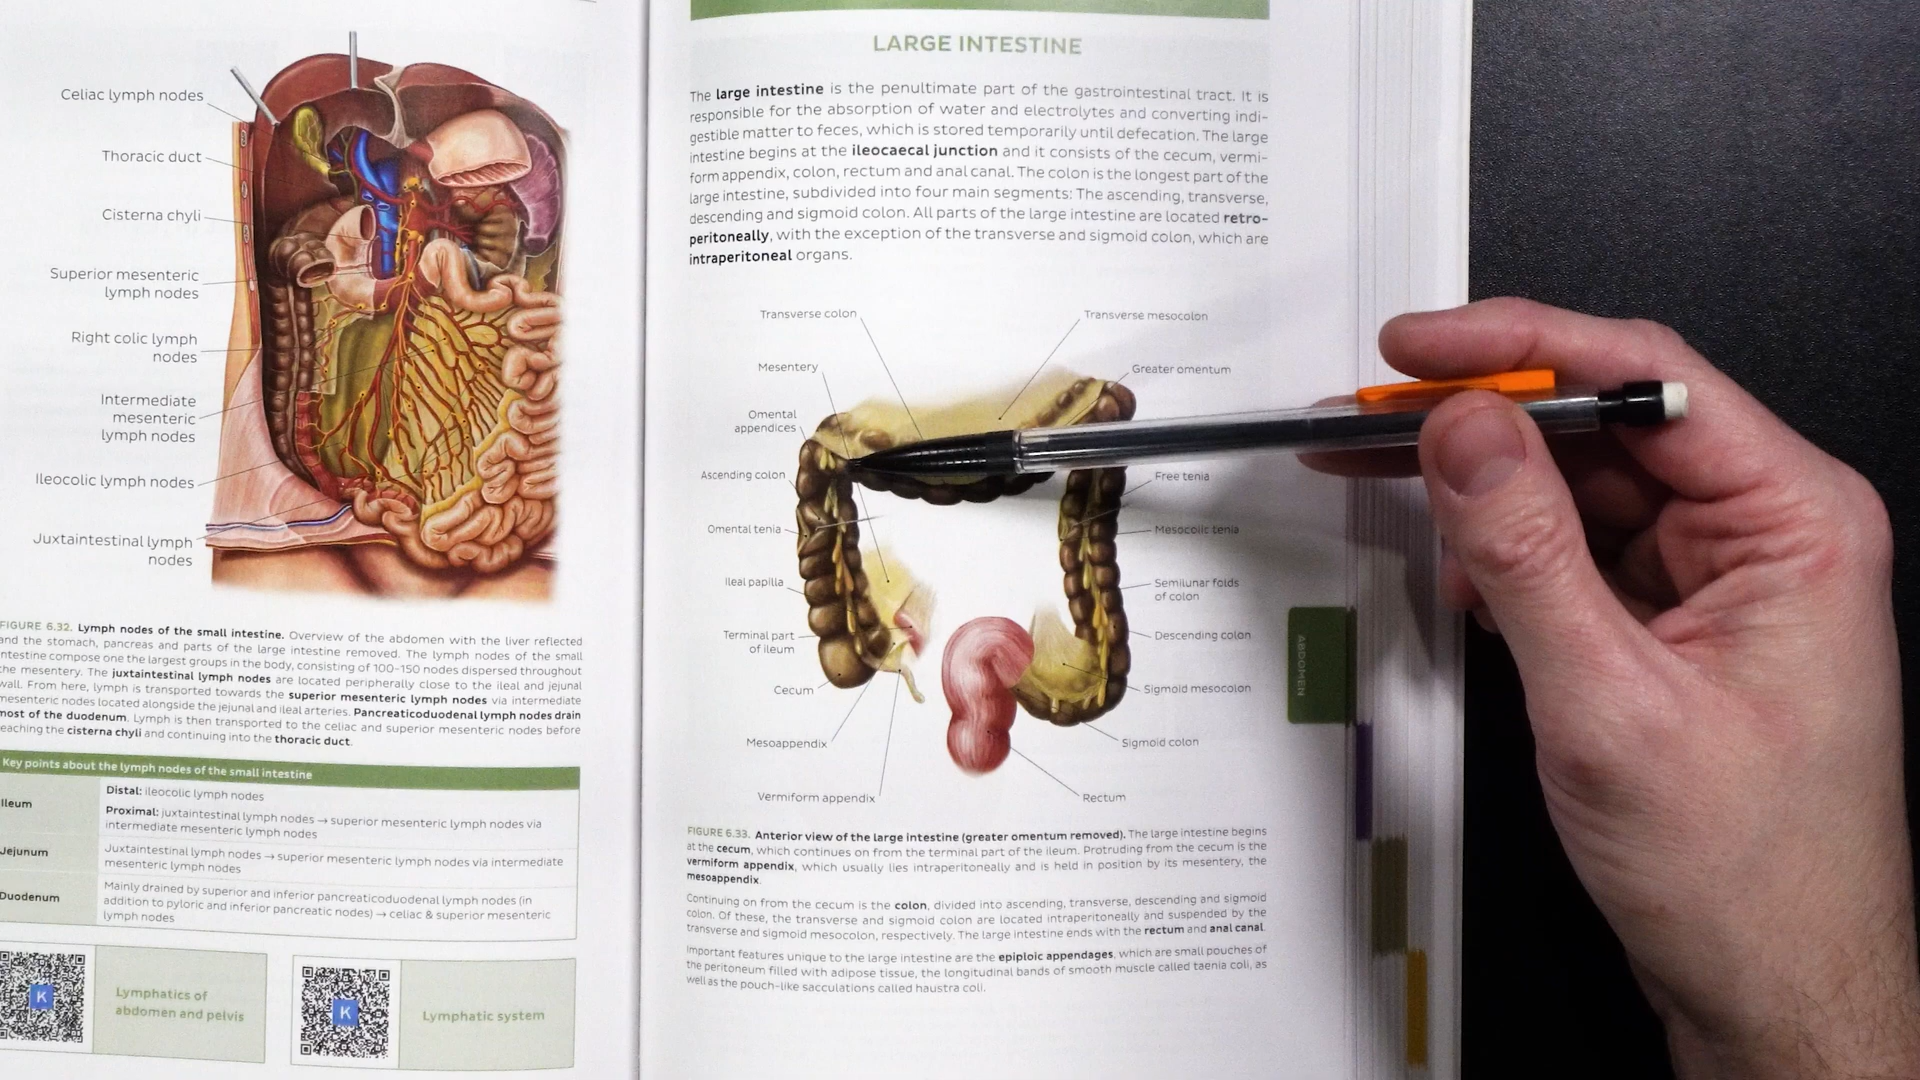 Celiac lymph nodes
Thoracic duct
Cisterna chyli
Superior mesenteric
lymph nodes
Right colic lymph
nodes
Intermediate
mesenteric
lymph nodes
Ileocolic lymph nodes
Juxtaintestinal lymph
nodes
FIGURE 6.32. Lymph nodes of the small intestine. Overview of the abdomen with the liver reflected
and the stomach, pancreas and parts of the large intestine removed. The lymph nodes of the small
intestine compose one the largest groups in the body, consisting of 100-150 nodes dispersed throughout
the mesentery. The juxtaintestinal lymph nodes are located peripherally close to the ileal and jejunal
wall. From here, lymph is transported towards the superior mesenteric lymph nodes via intermediate
mesenteric nodes located alongside the jejunal and ileal arteries. Pancreaticoduodenal lymph nodes drain
most of the duodenum. Lymph is then transported to the celiac and superior mesenteric nodes before
reaching the cisterna chyli and continuing into the thoracic duct.
Key points about the lymph nodes of the small intestine
Ileum
Distal: ileocolic lymph nodes
Proximal: juxtaintestinal lymph nodes → superior mesenteric lymph nodes via
intermediate mesenteric lymph nodes
Jejunum
Juxtaintestinal lymph nodes → superior mesenteric lymph nodes via intermediate
mesenteric lymph nodes
Duodenum
Mainly drained by superior and inferior pancreaticoduodenal lymph nodes (in
addition to pyloric and inferior pancreatic nodes) → celiac & superior mesenteric
lymph nodes
K
Lymphatics of
abdomen and pelvis
K
Lymphatic system
LARGE INTESTINE
The large intestine is the penultimate part of the gastrointestinal tract. It is
responsible for the absorption of water and electrolytes and converting indi-
gestible matter to feces, which is stored temporarily until defecation. The large
intestine begins at the ileocaecal junction and it consists of the cecum, vermi-
form appendix, colon, rectum and anal canal. The colon is the longest part of the
large intestine, subdivided into four main segments: The ascending, transverse,
descending and sigmoid colon. All parts of the large intestine are located retro-
peritoneally, with the exception of the transverse and sigmoid colon, which are
intraperitoneal organs.
Transverse colon
Mesentery
Omental
appendices
Ascending colon
Omental tenia
Ileal papilla
Terminal part
of ileum
Cecum
Mesoappendix
Vermiform appendix
Transverse mesocolon
Greater omentum
Free tenia
Mesocolic tenia
Semilunar folds
of colon
Descending colon
Sigmoid mesocolon
Sigmoid colon
Rectum
FIGURE 6.33. Anterior view of the large intestine (greater omentum removed). The large intestine begins
at the cecum, which continues on from the terminal part of the ileum. Protruding from the cecum is the
vermiform appendix, which usually lies intraperitoneally and is held in position by its mesentery, the
mesoappendix.
Continuing on from the cecum is the colon, divided into ascending, transverse, descending and sigmoid
colon. Of these, the transverse and sigmoid colon are located intraperitoneally and suspended by the
transverse and sigmoid mesocolon, respectively. The large intestine ends with the rectum and anal canal.
Important features unique to the large intestine are the epiploic appendages, which are small pouches of
the peritoneum filled with adipose tissue, the longitudinal bands of smooth muscle called taenia coli, as
well as the pouch-like sacculations called haustra coli.
ABDOMEN